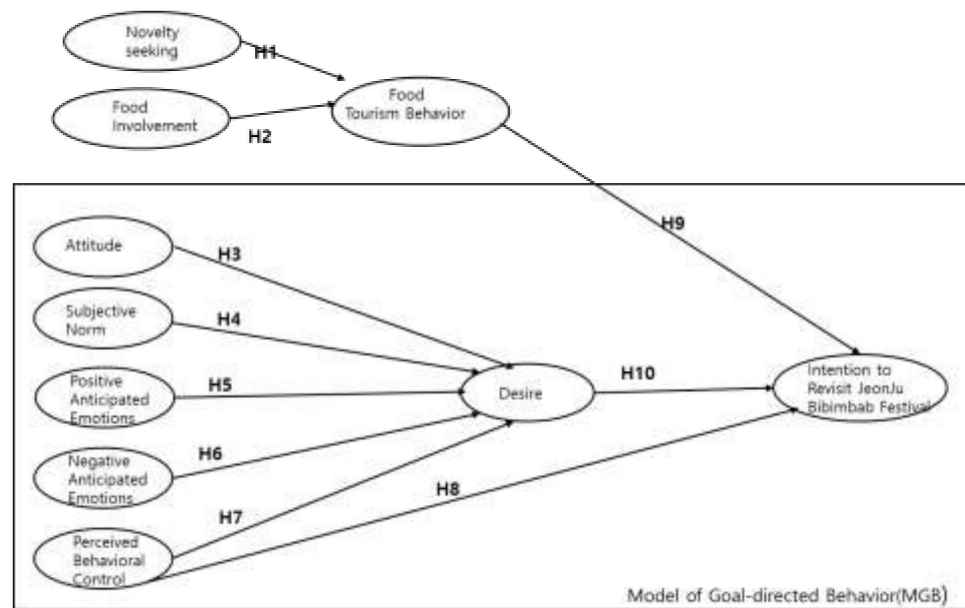 Novelty
seeking
H1
Food
Involvement
H2
Food
Tourism Behavior
H9
Attitude
H3
Subjective
Norm
H4
Positive
Anticipated
Emotions
H5
Desire
H10
Intention to
Revisit JeonJu
Bibimbab Festival
Negative
Anticipated
Emotions
H6
H8
H7
Perceived
Behavioral
Control
Model of Goal-directed Behavior(MGB)